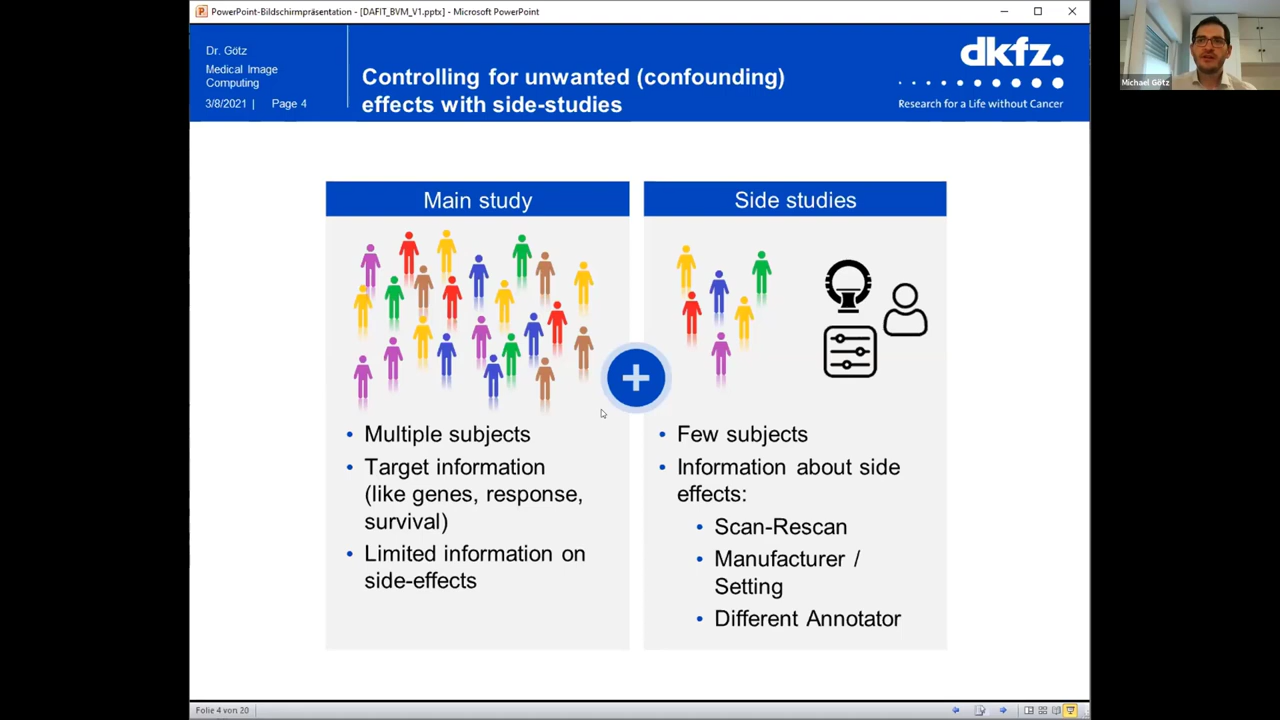 PowerPoint-Bildschirmpräsentation - [DAFIT_BVM_V1.pptx] - Microsoft PowerPoint
Dr. Götz
Medical Image
Computing
3/8/2021 | Page 4
Controlling for unwanted (confounding)
effects with side-studies
dkfz.
Research for a Life without Cancer
Michael Götz
Main study
• Multiple subjects
• Target information
(like genes, response,
survival)
• Limited information on
side-effects
Side studies
• Few subjects
• Information about side
effects:
• Scan-Rescan
• Manufacturer /
Setting
• Different Annotator
Folie 4 von 20